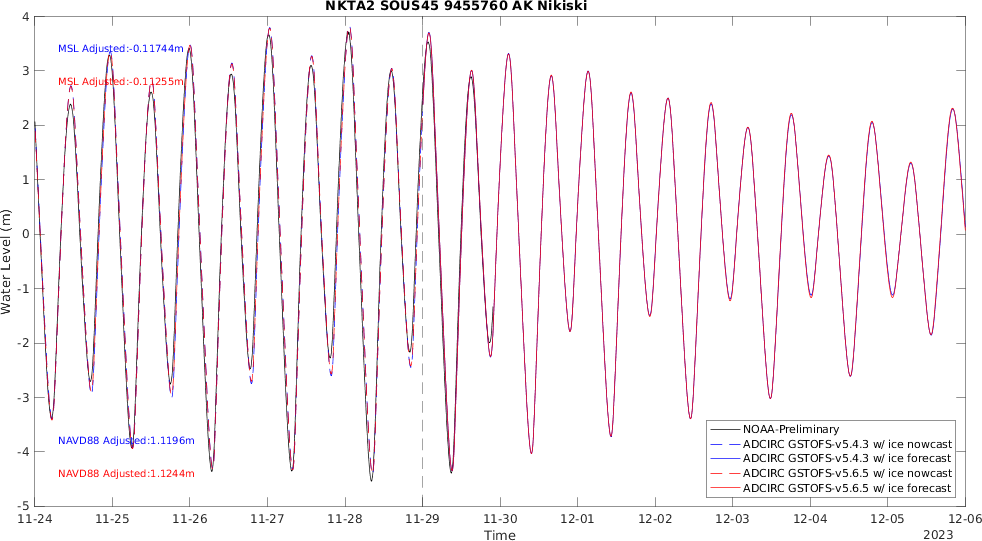 NKTA2 SOUS45 9455760 AK Nikiski
MSL Adjusted:-0.11744m
MSL Adjusted:-0.11255m
NAVD88 Adjusted:1.1196m
NAVD88 Adjusted:1.1244m
Water Level (m)
4
3
2
1
0
-1
-2
-3
-4
-5
NOAA-Preliminary
ADCIRC GSTOFS-v5.4.3 w/ ice nowcast
ADCIRC GSTOFS-v5.4.3 w/ ice forecast
ADCIRC GSTOFS-v5.6.5 w/ ice nowcast
ADCIRC GSTOFS-v5.6.5 w/ ice forecast
11-24 11-25 11-26 11-27 11-28 11-29 11-30 12-01 12-02 12-03 12-04 12-05 12-06
Time
2023